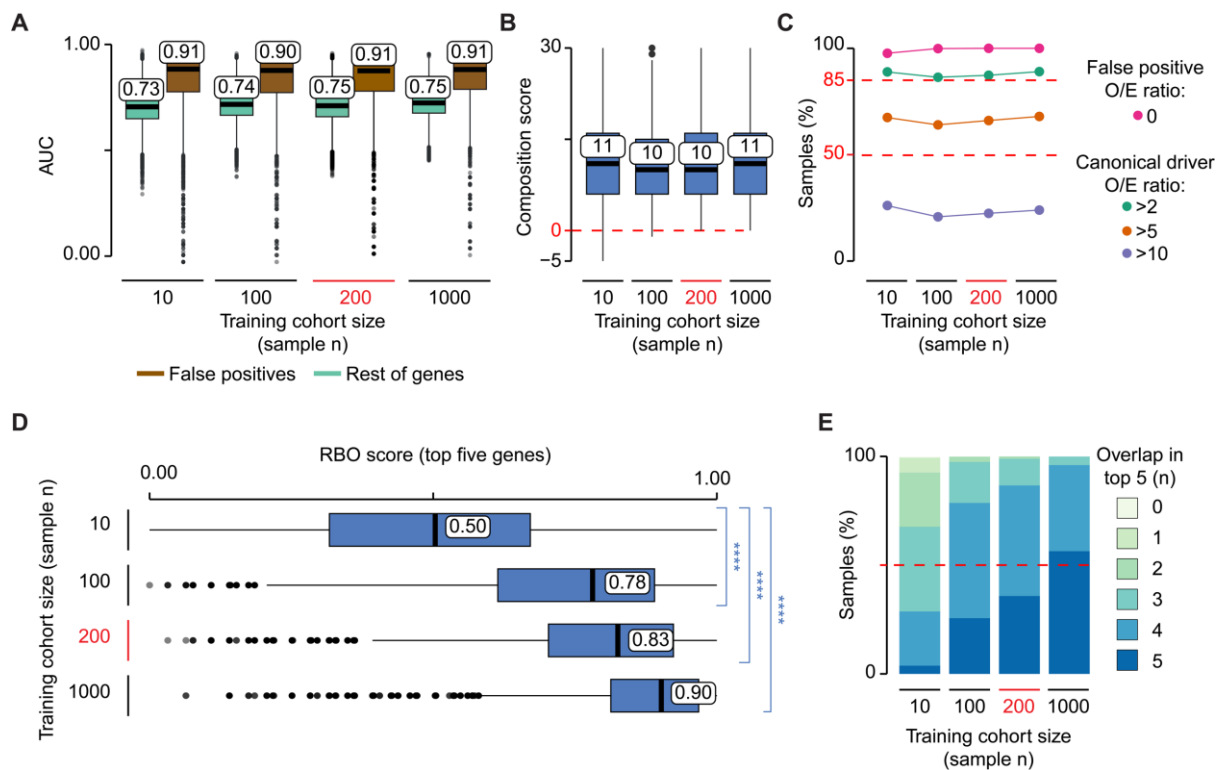 A
1.00
AUC
0.00
0.73
0.91
0.74
0.90
0.75
0.91
0.75
0.91
10
100
200
1000
Training cohort size
(sample n)
False positives
Rest of genes
B
30
Composition score
0
−5
11
10
10
11
10
100
200
1000
Training cohort size
(sample n)
C
100
85
50
0
Samples (%)
10
100
200
1000
Training cohort size
(sample n)
False positive
O/E ratio:
0
Canonical driver
O/E ratio:
>2
>5
>10
D
RBO score (top five genes)
0.00
1.00
Training cohort size (sample n)
10
0.50
100
0.78
200
0.83
1000
0.90
****
****
****
E
100
Samples (%)
0
10
100
200
1000
Training cohort size
(sample n)
Overlap in
top 5 (n)
0
1
2
3
4
5